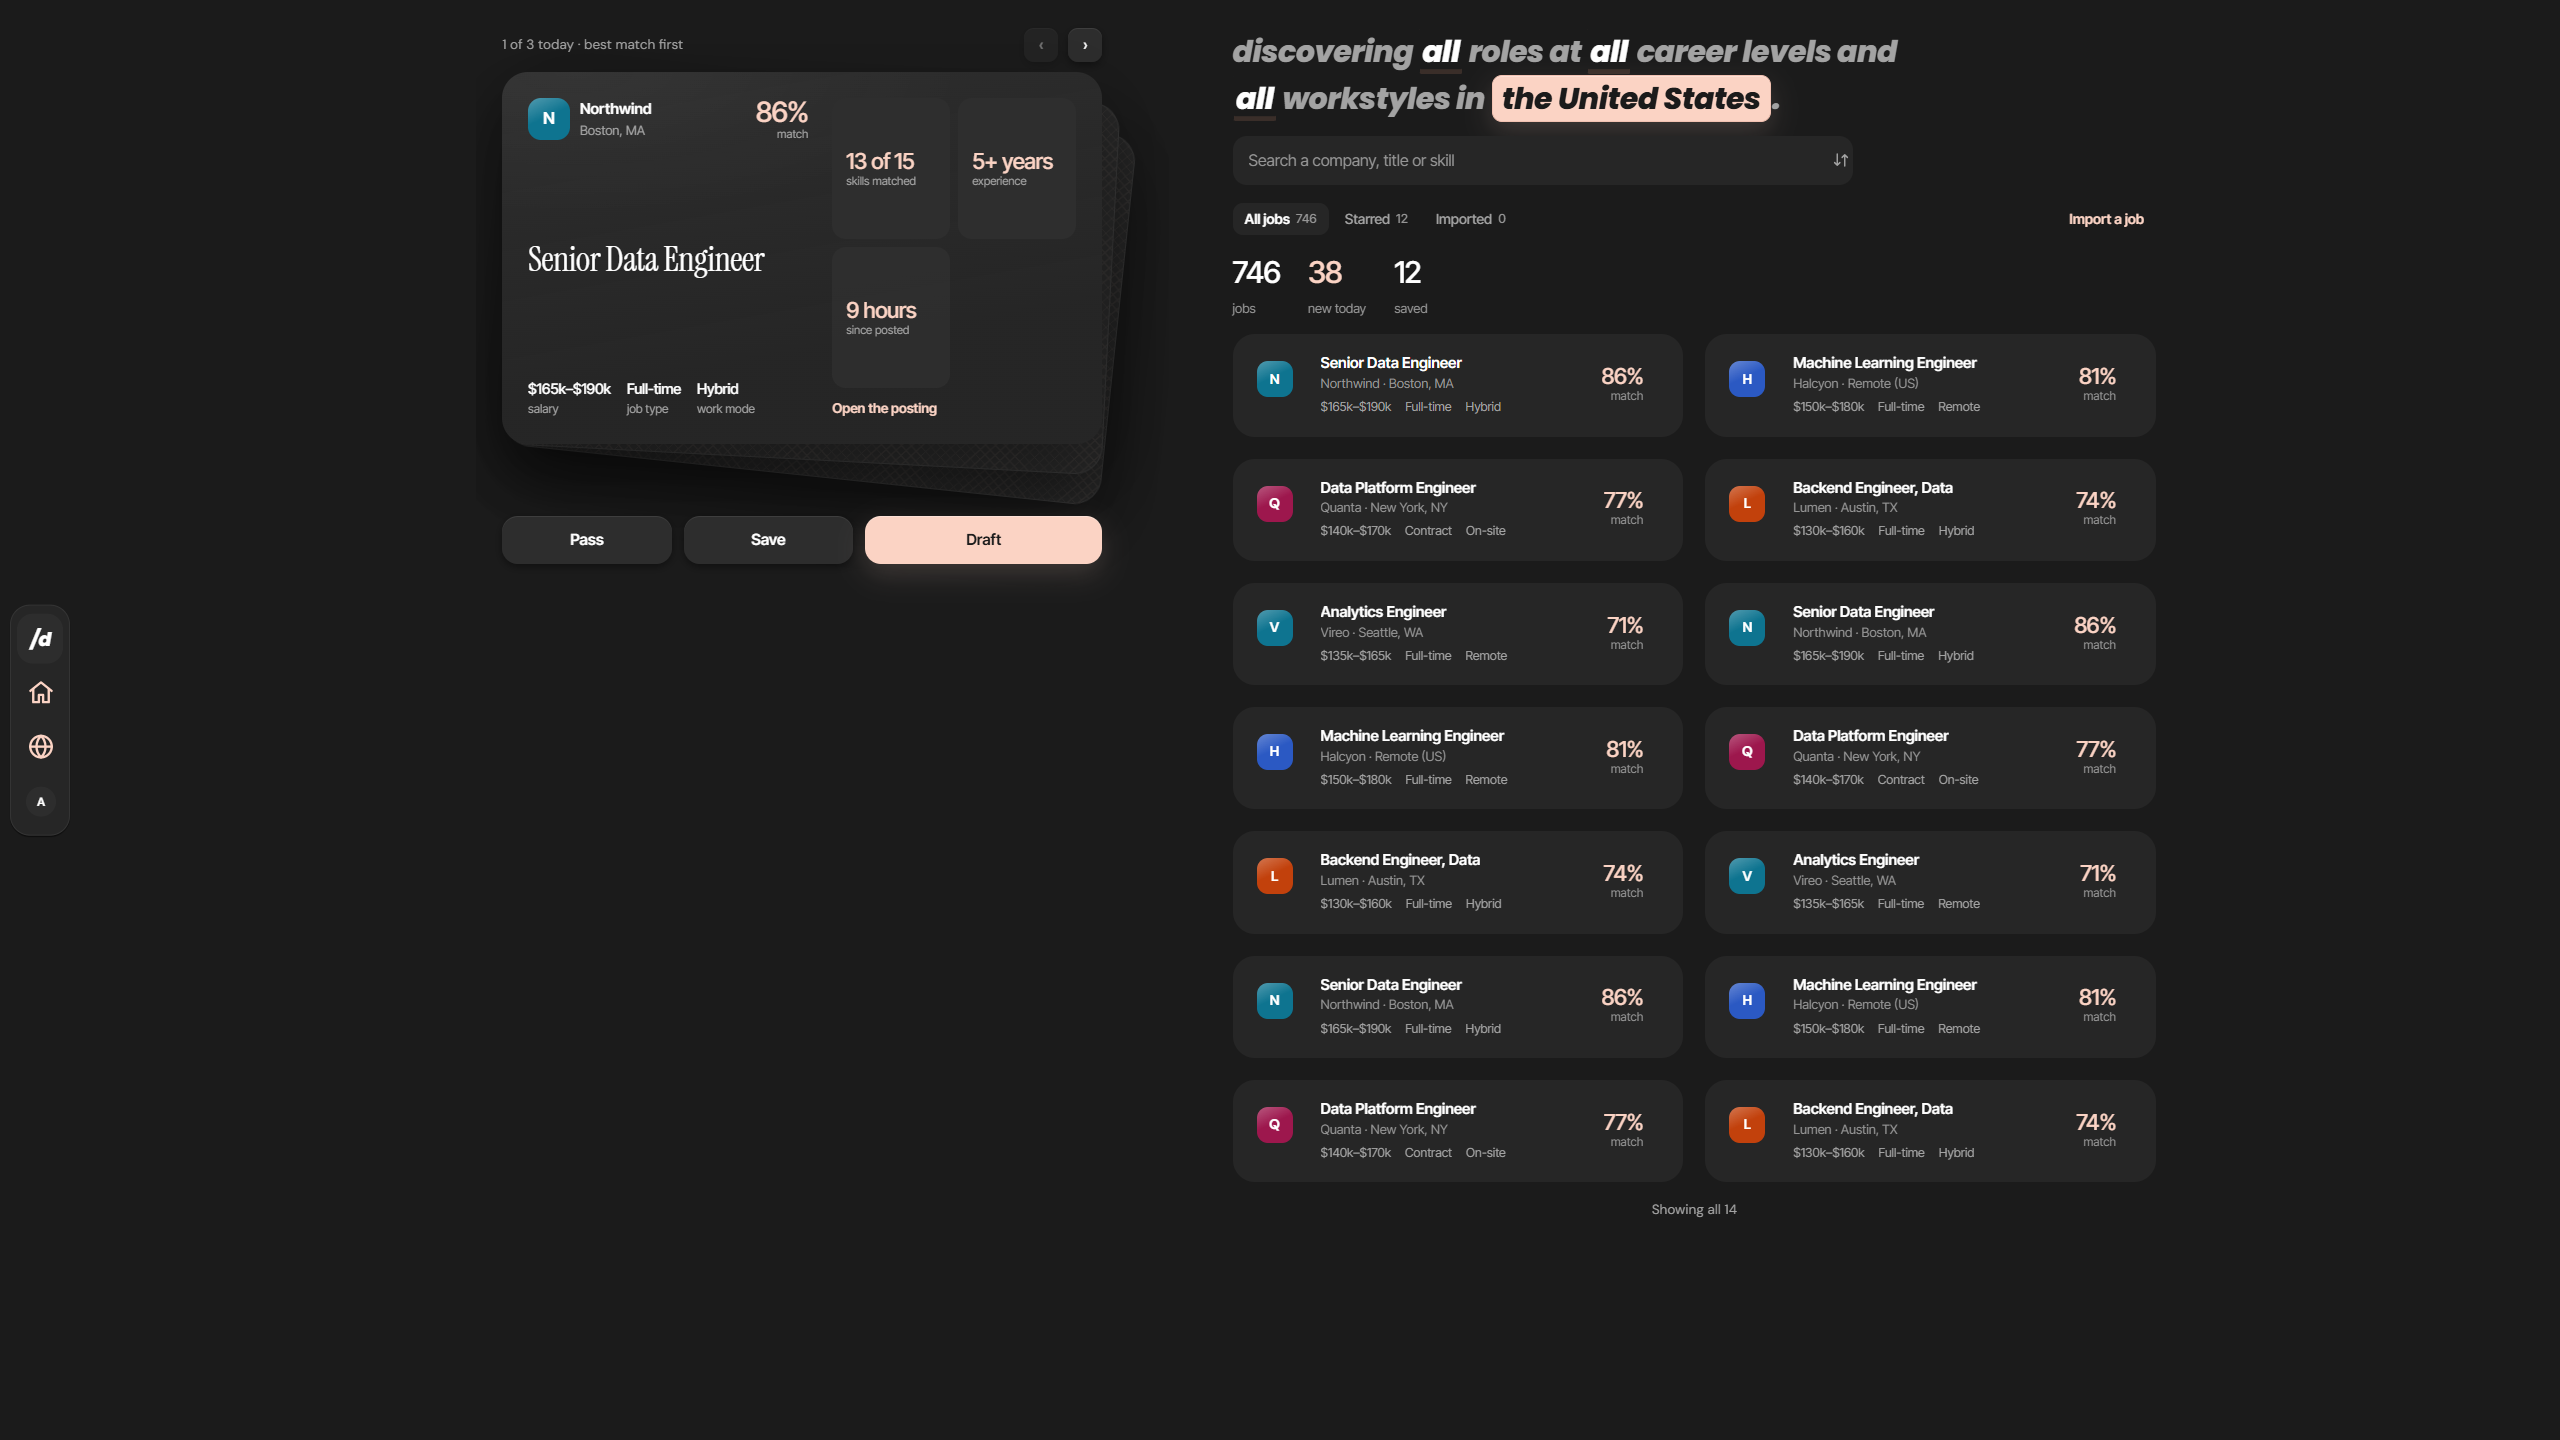 1 of 3 today · best match first
‹ ›
N Northwind
Boston, MA
86%
match
13 of 15
skills matched
5+ years
experience
Senior Data Engineer
9 hours
since posted
$165k–$190k Full-time Hybrid
salary job type work mode
Open the posting
Pass Save Draft
/d
A
discovering all roles at all career levels and
all workstyles in the United States .
Search a company, title or skill
All jobs 746 Starred 12 Imported 0 Import a job
746 38 12
jobs new today saved
N Senior Data Engineer
Northwind · Boston, MA
$165k–$190k Full-time Hybrid
86%
match
H Machine Learning Engineer
Halcyon · Remote (US)
$150k–$180k Full-time Remote
81%
match
Q Data Platform Engineer
Quanta · New York, NY
$140k–$170k Contract On-site
77%
match
L Backend Engineer, Data
Lumen · Austin, TX
$130k–$160k Full-time Hybrid
74%
match
V Analytics Engineer
Vireo · Seattle, WA
$135k–$165k Full-time Remote
71%
match
N Senior Data Engineer
Northwind · Boston, MA
$165k–$190k Full-time Hybrid
86%
match
H Machine Learning Engineer
Halcyon · Remote (US)
$150k–$180k Full-time Remote
81%
match
Q Data Platform Engineer
Quanta · New York, NY
$140k–$170k Contract On-site
77%
match
L Backend Engineer, Data
Lumen · Austin, TX
$130k–$160k Full-time Hybrid
74%
match
V Analytics Engineer
Vireo · Seattle, WA
$135k–$165k Full-time Remote
71%
match
N Senior Data Engineer
Northwind · Boston, MA
$165k–$190k Full-time Hybrid
86%
match
H Machine Learning Engineer
Halcyon · Remote (US)
$150k–$180k Full-time Remote
81%
match
Q Data Platform Engineer
Quanta · New York, NY
$140k–$170k Contract On-site
77%
match
L Backend Engineer, Data
Lumen · Austin, TX
$130k–$160k Full-time Hybrid
74%
match
Showing all 14